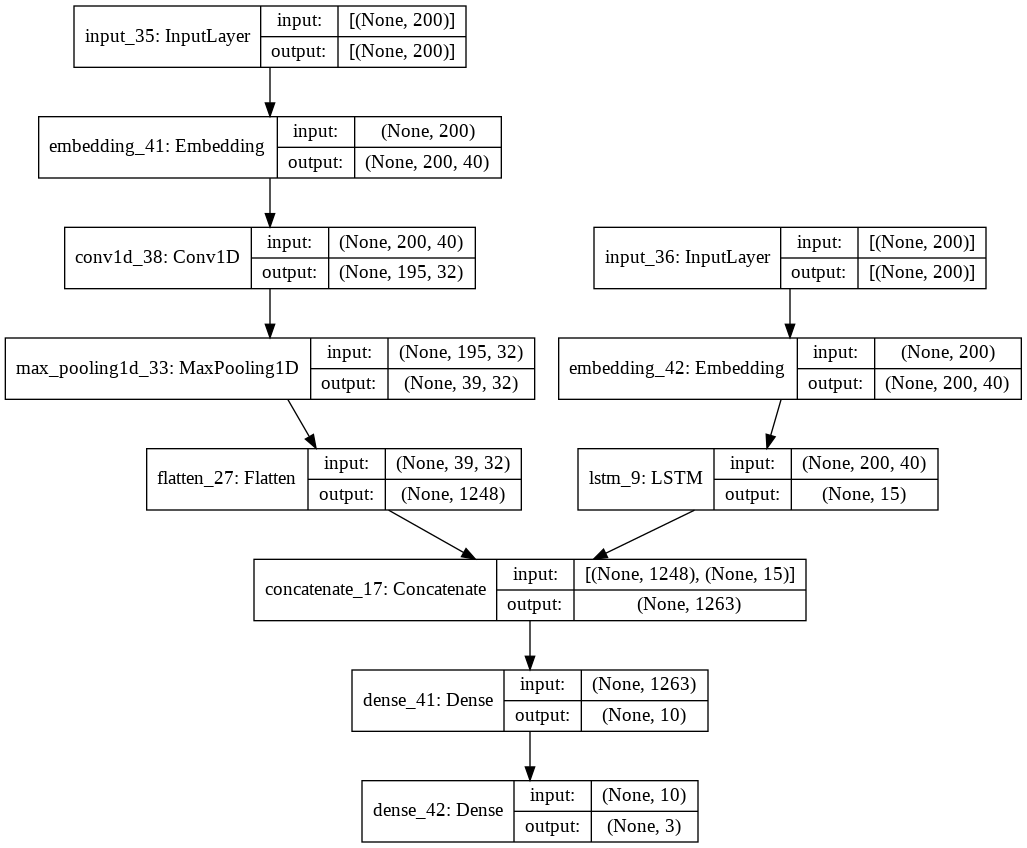 input_35: InputLayer
input: [(None, 200)]
output: [(None, 200)]
embedding_41: Embedding
input: (None, 200)
output: (None, 200, 40)
conv1d_38: Conv1D
input: (None, 200, 40)
output: (None, 195, 32)
input_36: InputLayer
input: [(None, 200)]
output: [(None, 200)]
max_pooling1d_33: MaxPooling1D
input: (None, 195, 32)
output: (None, 39, 32)
embedding_42: Embedding
input: (None, 200)
output: (None, 200, 40)
flatten_27: Flatten
input: (None, 39, 32)
output: (None, 1248)
lstm_9: LSTM
input: (None, 200, 40)
output: (None, 15)
concatenate_17: Concatenate
input: [(None, 1248), (None, 15)]
output: (None, 1263)
dense_41: Dense
input: (None, 1263)
output: (None, 10)
dense_42: Dense
input: (None, 10)
output: (None, 3)